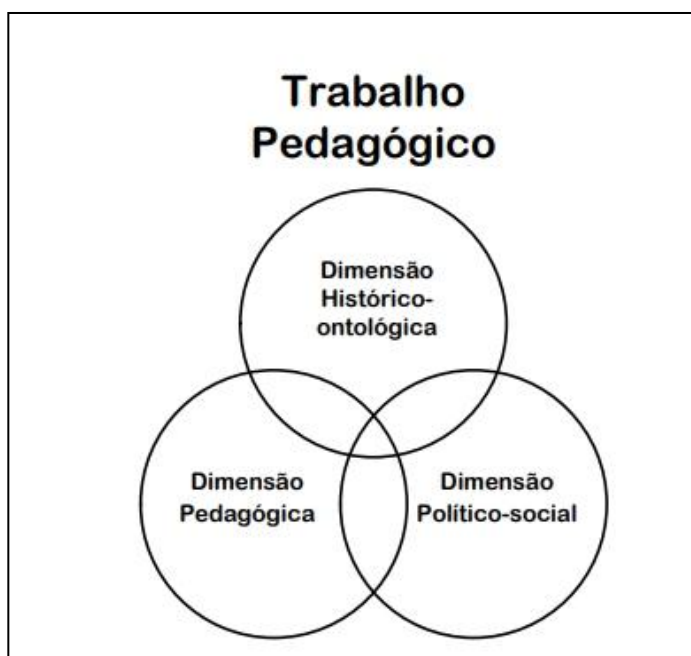 Trabalho
Pedagógico
Dimensão
Histórico-
ontológica
Dimensão
Pedagógica
Dimensão
Político-social